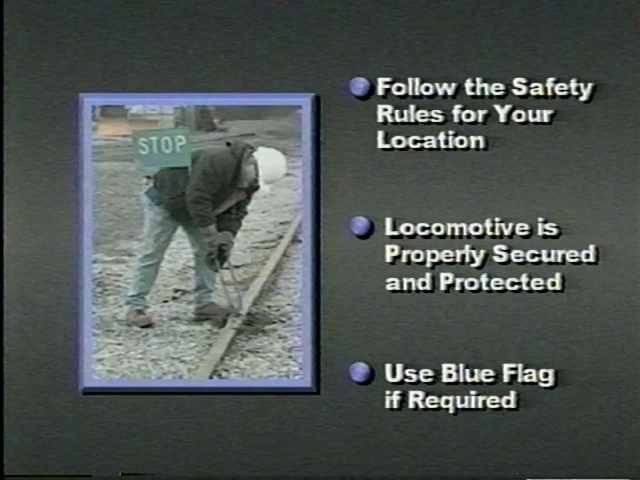 STOP
Follow the Safety
Rules for Your
Location
Locomotive is
Properly Secured
and Protected
Use Blue Flag
if Required